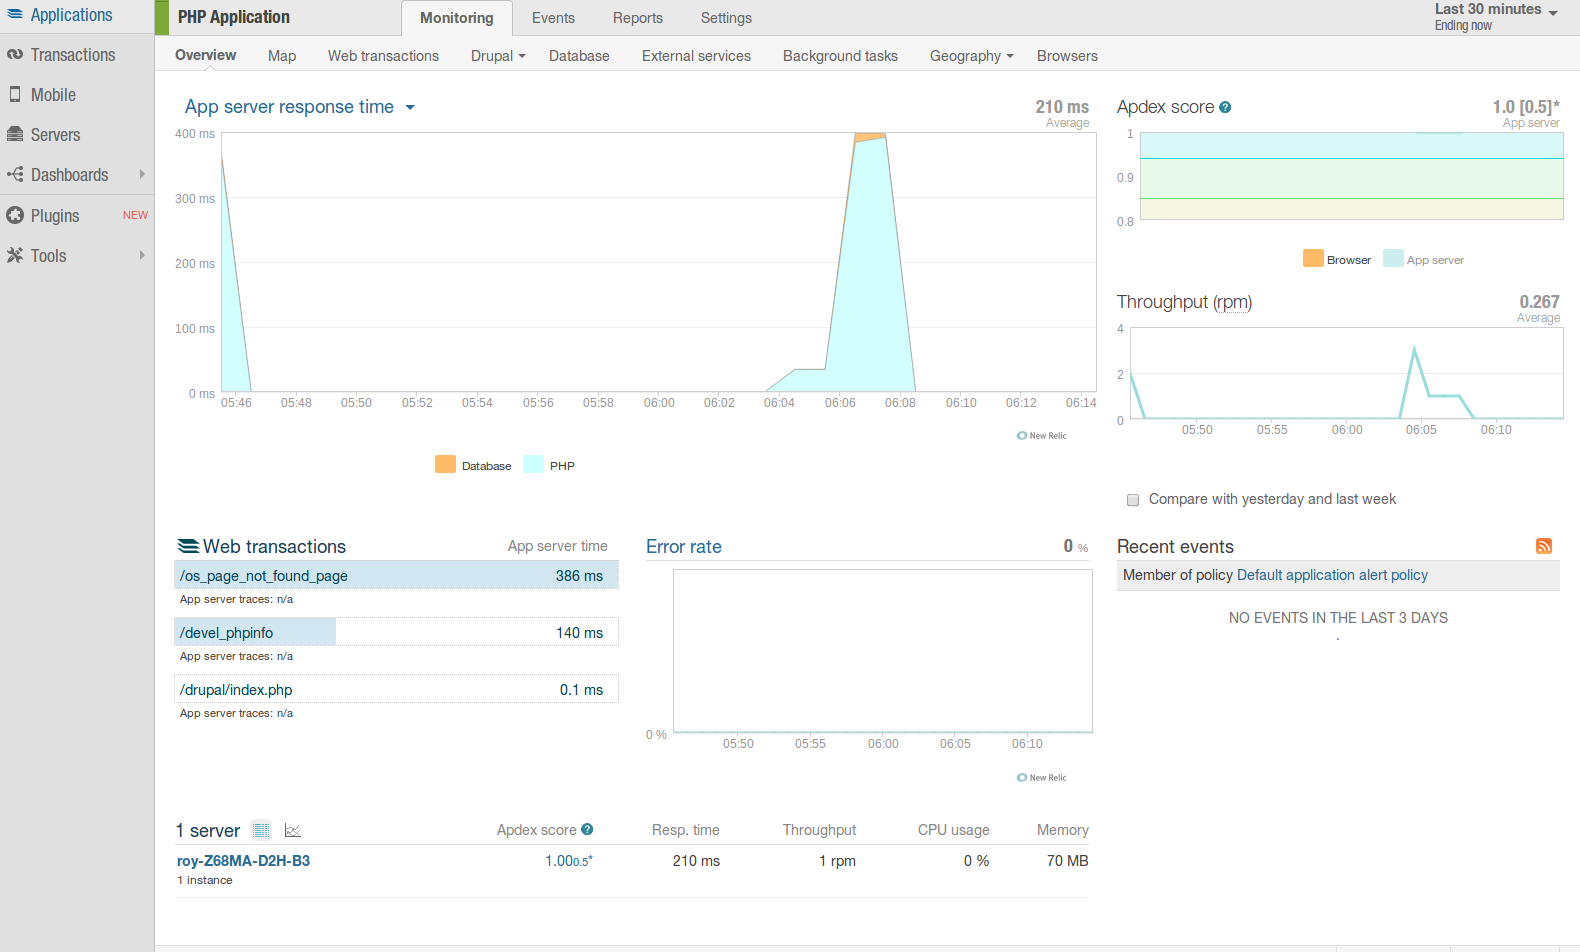 Applications
Transactions
Mobile
Servers
Dashboards
Plugins NEW
Tools
PHP Application
Monitoring Events Reports Settings
Last 30 minutes
Ending now
Overview Map Web transactions Drupal Database External services Background tasks Geography Browsers
App server response time
210 ms
Average
400 ms
300 ms
200 ms
100 ms
0 ms
05:46 05:48 05:50 05:52 05:54 05:56 05:58 06:00 06:02 06:04 06:06 06:08 06:10 06:12 06:14
New Relic
Database PHP
Apdex score ?
1.0 [0.5]*
App server
1
0.9
0.8
Browser App server
Throughput (rpm)
0.267
Average
4
2
0
05:50 05:55 06:00 06:05 06:10
Compare with yesterday and last week
Web transactions App server time
/os_page_not_found_page 386 ms
App server traces: n/a
/devel_phpinfo 140 ms
App server traces: n/a
/drupal/index.php 0.1 ms
App server traces: n/a
Error rate 0 %
0 %
05:50 05:55 06:00 06:05 06:10
New Relic
Recent events
Member of policy Default application alert policy
NO EVENTS IN THE LAST 3 DAYS
.
1 server Apdex score ? Resp. time Throughput CPU usage Memory
roy-Z68MA-D2H-B3 1.00 0.5* 210 ms 1 rpm 0 % 70 MB
1 instance